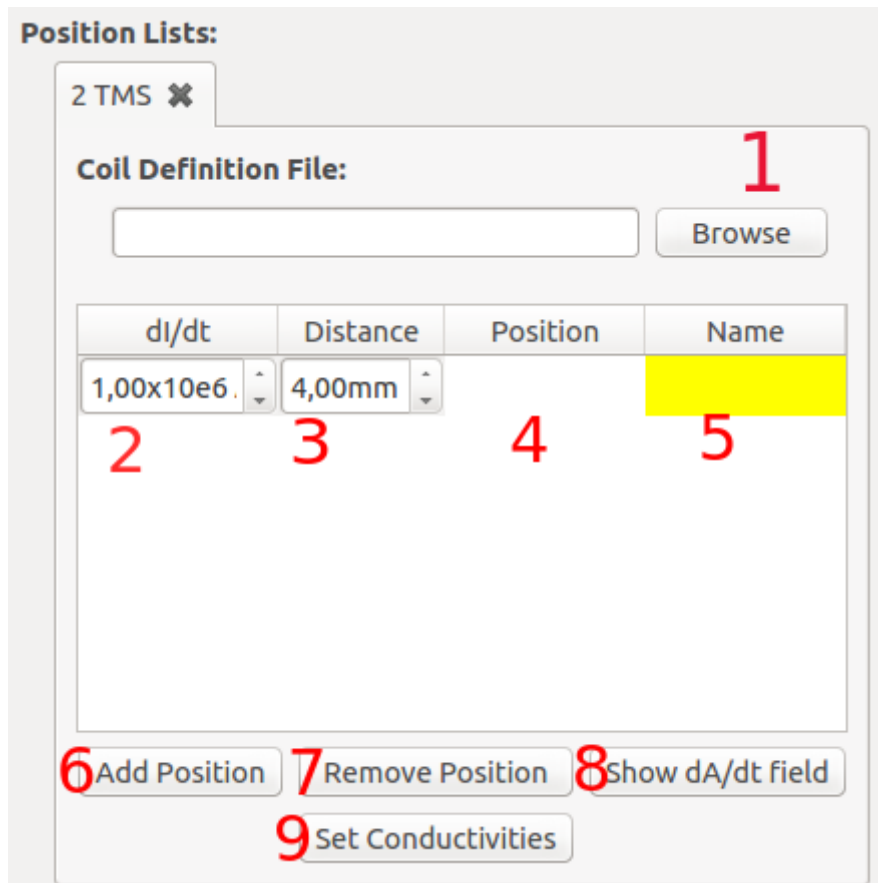 Position Lists:
2 TMS ✖
1
Coil Definition File:
Browse
dI/dt Distance Position Name
1,00x10e6 4,00mm
2 3 4 5
6 Add Position 7 Remove Position 8 Show dA/dt field
9 Set Conductivities